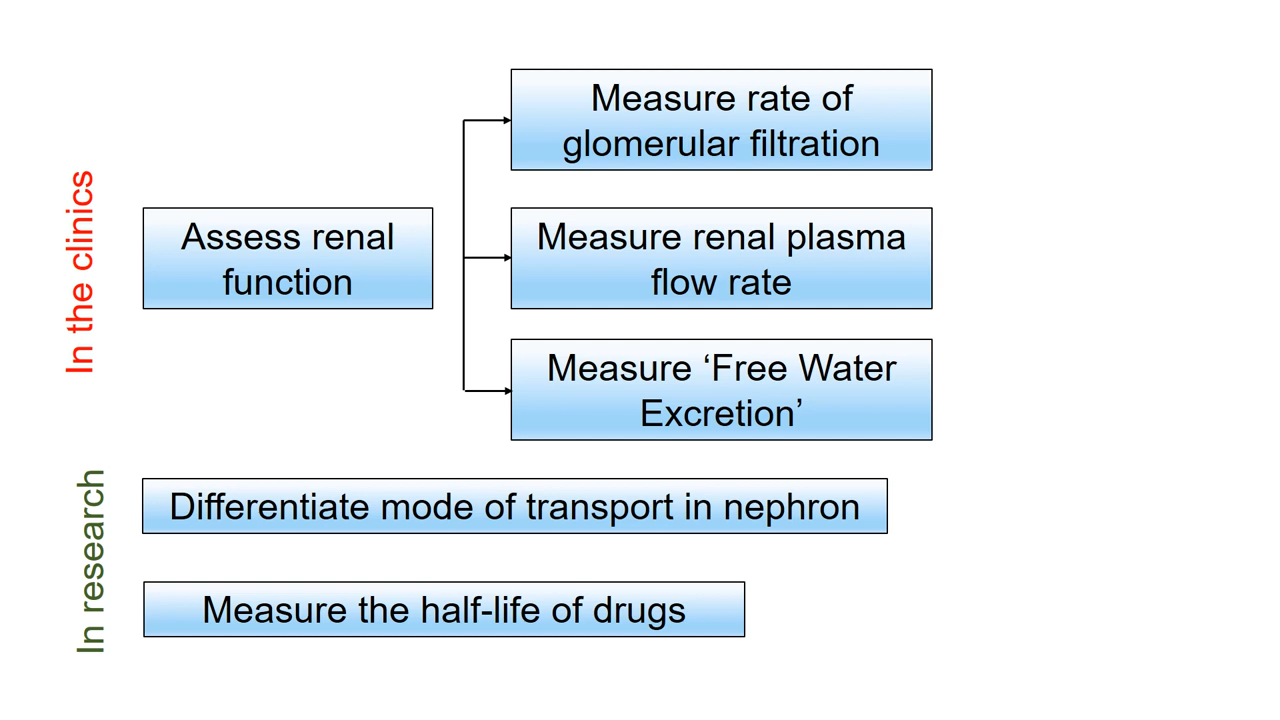 In the clinics
Assess renal
function
Measure rate of
glomerular filtration
Measure renal plasma
flow rate
Measure ‘Free Water
Excretion’
In research
Differentiate mode of transport in nephron
Measure the half-life of drugs